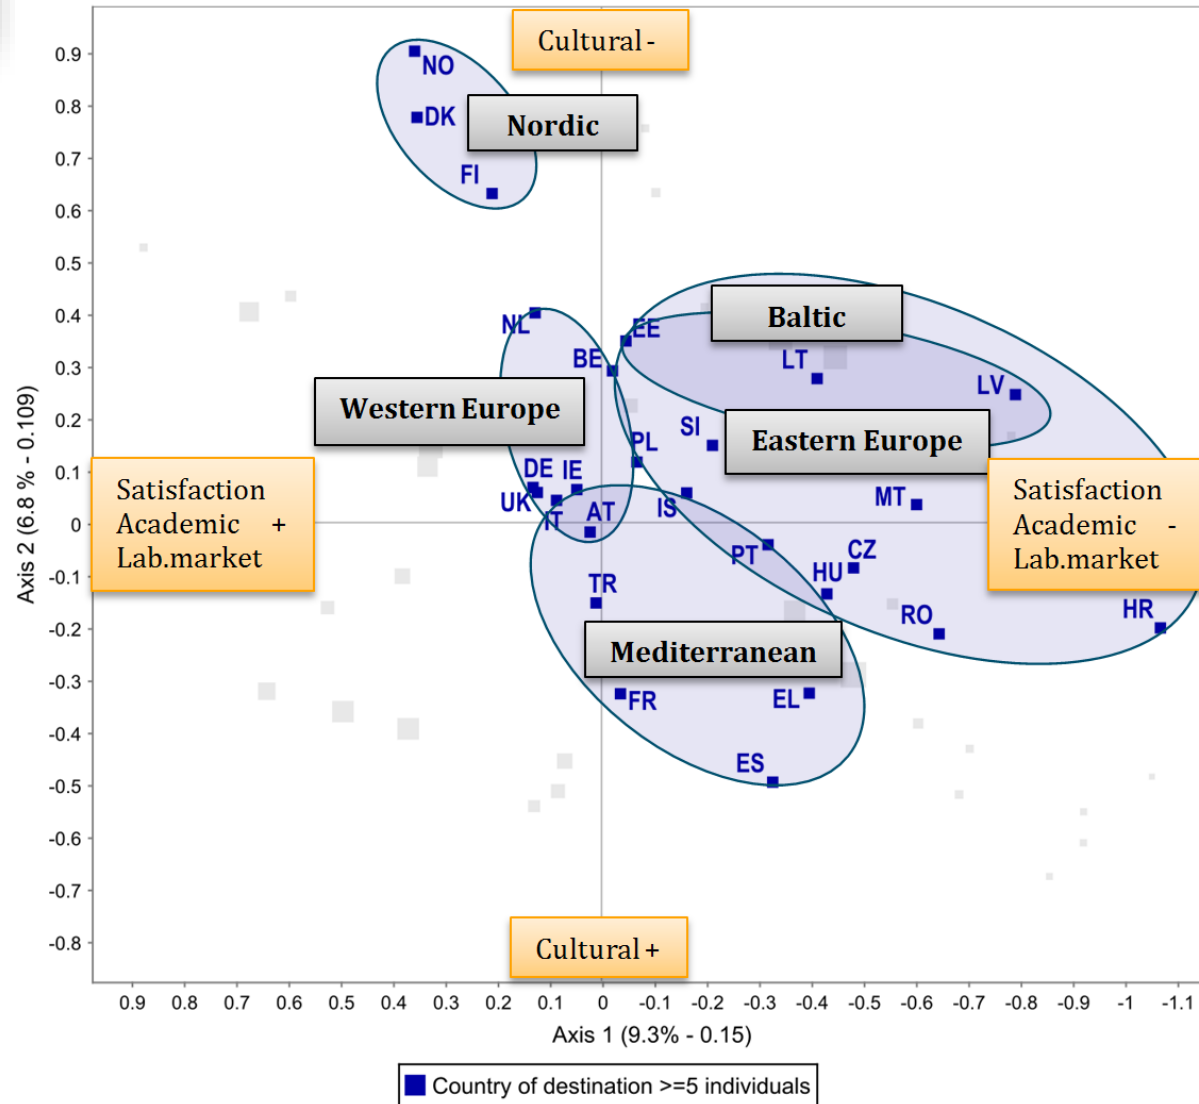 Cultural -
0.9
NO
0.8
DK
Nordic
0.7
FI
0.6
0.5
0.4
NL
EE
Baltic
0.3
BE
LT
LV
Western Europe
0.2
SI
PL
Eastern Europe
0.1
DE
IE
UK
IT
AT
IS
MT
Satisfaction
Academic +
Lab.market
Satisfaction
Academic -
Lab.market
0
PT
CZ
-0.1
HU
TR
RO
HR
-0.2
Mediterranean
-0.3
FR
EL
-0.4
ES
-0.5
-0.6
-0.7
-0.8
Cultural +
Axis 2 (6.8 % - 0.109)
0.9 0.8 0.7 0.6 0.5 0.4 0.3 0.2 0.1 0 -0.1 -0.2 -0.3 -0.4 -0.5 -0.6 -0.7 -0.8 -0.9 -1 -1.1
Axis 1 (9.3% - 0.15)
Country of destination >=5 individuals